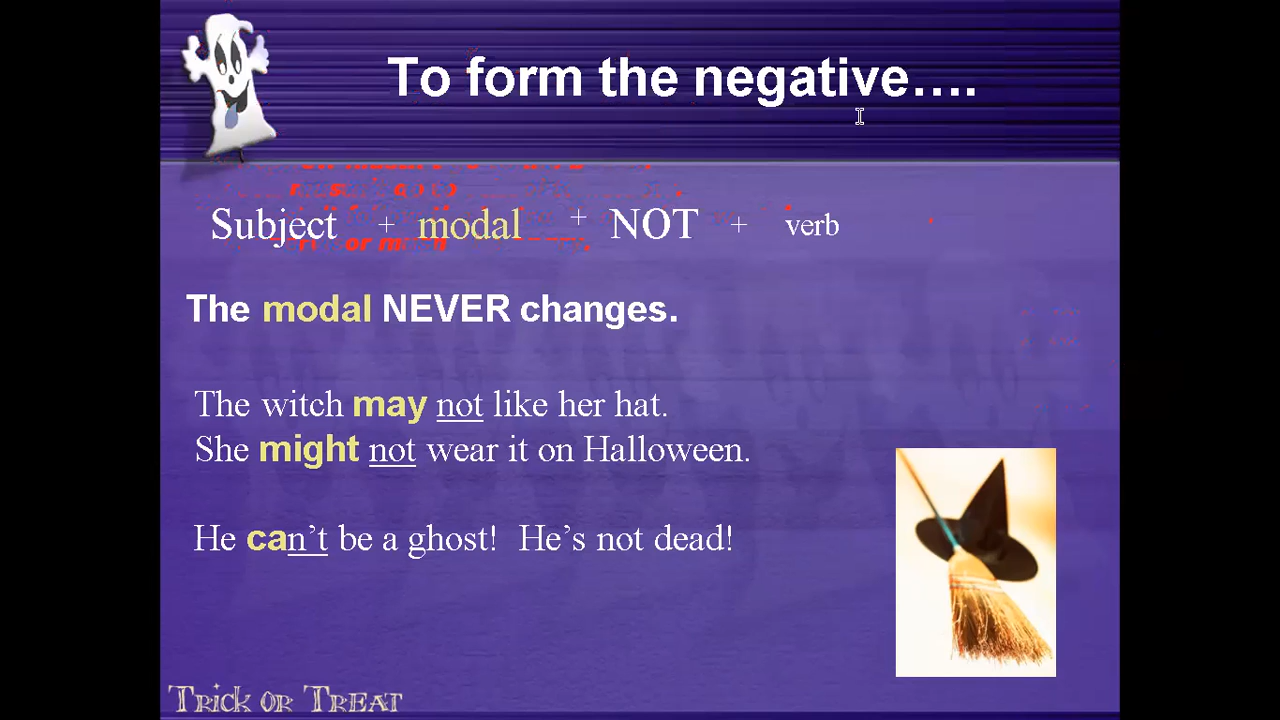 To form the negative….
Subject + modal + NOT + verb
The modal NEVER changes.
The witch may not like her hat.
She might not wear it on Halloween.
He can’t be a ghost! He’s not dead!
Trick or Treat